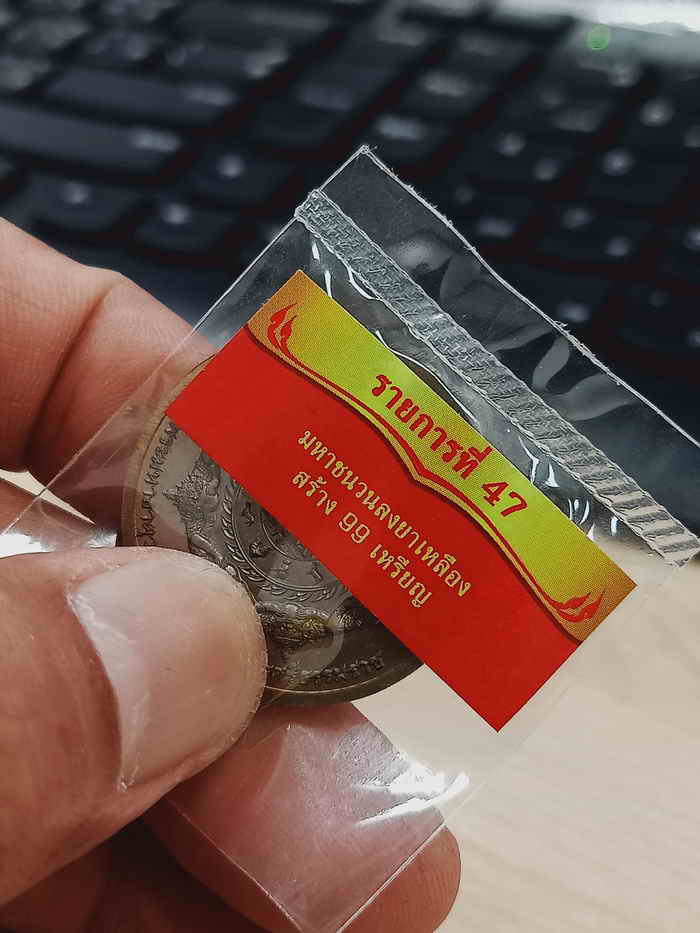 รายการที่ 47
มหาชนวนลงยาเหลือง
สร้าง 99 เหรียญ